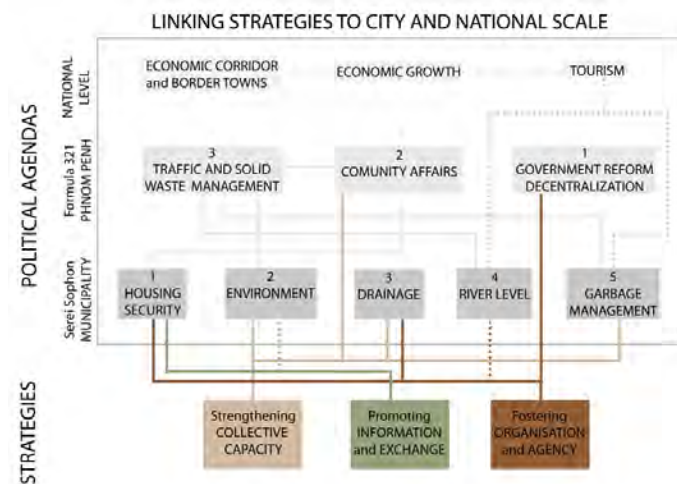 LINKING STRATEGIES TO CITY AND NATIONAL SCALE
POLITICAL AGENDAS
NATIONAL
LEVEL
ECONOMIC CORRIDOR
and BORDER TOWNS
ECONOMIC GROWTH
TOURISM
Formula 321
PHNOM PENH
3
TRAFFIC AND SOLID
WASTE MANAGEMENT
2
COMUNITY AFFAIRS
1
GOVERNMENT REFORM
DECENTRALIZATION
Serei Sophon
MUNICIPALITY
1
HOUSING
SECURITY
2
ENVIRONMENT
3
DRAINAGE
4
RIVER LEVEL
5
GARBAGE
MANAGEMENT
STRATEGIES
Strengthening
COLLECTIVE
CAPACITY
Promoting
INFORMATION
and EXCHANGE
Fostering
ORGANISATION
and AGENCY